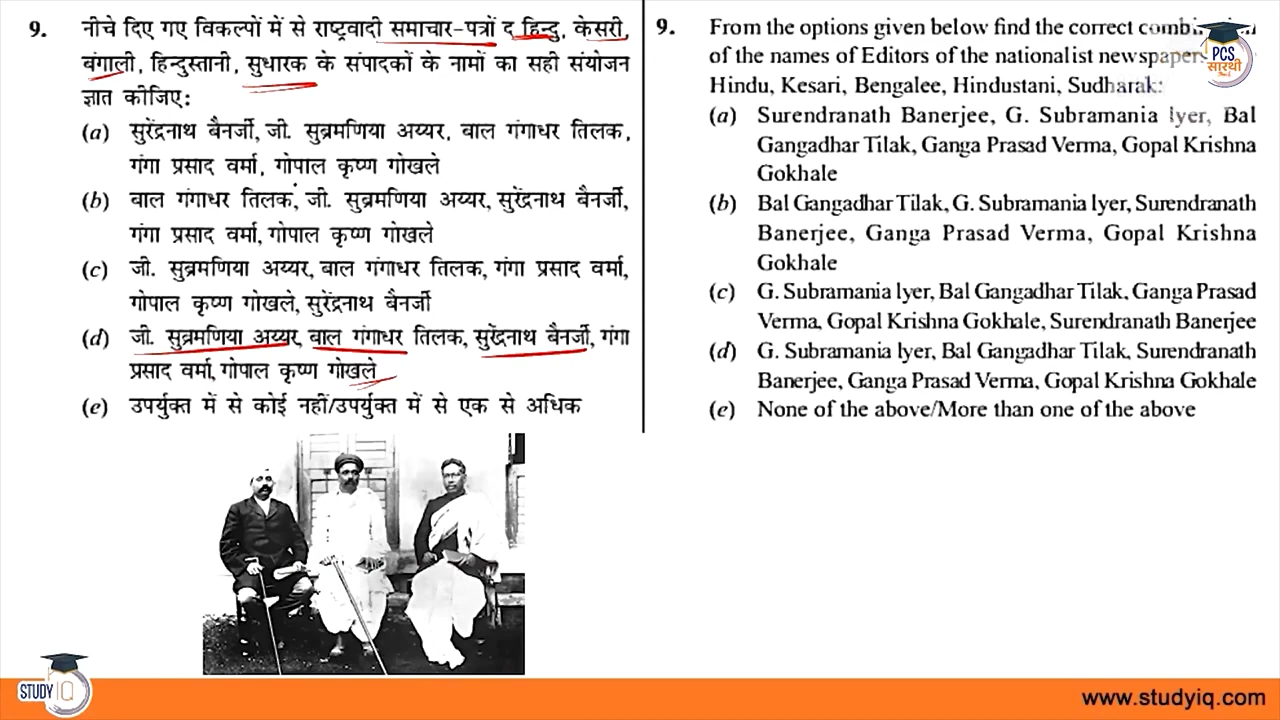 9. नीचे दिए गए विकल्पों में से राष्ट्रवादी समाचार-पत्रों द हिन्दु, केसरी,
बंगाली, हिन्दुस्तानी, सुधारक के संपादकों के नामों का सही संयोजन
ज्ञात कीजिए:
(a) सुरेंद्रनाथ बैनर्जी, जी. सुब्रमणिया अय्यर, बाल गंगाधर तिलक,
गंगा प्रसाद वर्मा, गोपाल कृष्ण गोखले
(b) बाल गंगाधर तिलक, जी. सुब्रमणिया अय्यर, सुरेंद्रनाथ बैनर्जी,
गंगा प्रसाद वर्मा, गोपाल कृष्ण गोखले
(c) जी. सुब्रमणिया अय्यर, बाल गंगाधर तिलक, गंगा प्रसाद वर्मा,
गोपाल कृष्ण गोखले, सुरेंद्रनाथ बैनर्जी
(d) जी. सुब्रमणिया अय्यर, बाल गंगाधर तिलक, सुरेंद्रनाथ बैनर्जी, गंगा
प्रसाद वर्मा, गोपाल कृष्ण गोखले
(e) उपर्युक्त में से कोई नहीं/उपर्युक्त में से एक से अधिक
9. From the options given below find the correct
of the names of Editors of the nationalist newspapers
Hindu, Kesari, Bengalee, Hindustani, Sudharak:
(a) Surendranath Banerjee, G. Subramania Iyer, Bal
Gangadhar Tilak, Ganga Prasad Verma, Gopal Krishna
Gokhale
(b) Bal Gangadhar Tilak, G. Subramania Iyer, Surendranath
Banerjee, Ganga Prasad Verma, Gopal Krishna
Gokhale
(c) G. Subramania Iyer, Bal Gangadhar Tilak, Ganga Prasad
Verma, Gopal Krishna Gokhale, Surendranath Banerjee
(d) G. Subramania Iyer, Bal Gangadhar Tilak, Surendranath
Banerjee, Ganga Prasad Verma, Gopal Krishna Gokhale
(e) None of the above/More than one of the above
PCS
सारथी
STUDY IQ
www.studyiq.com